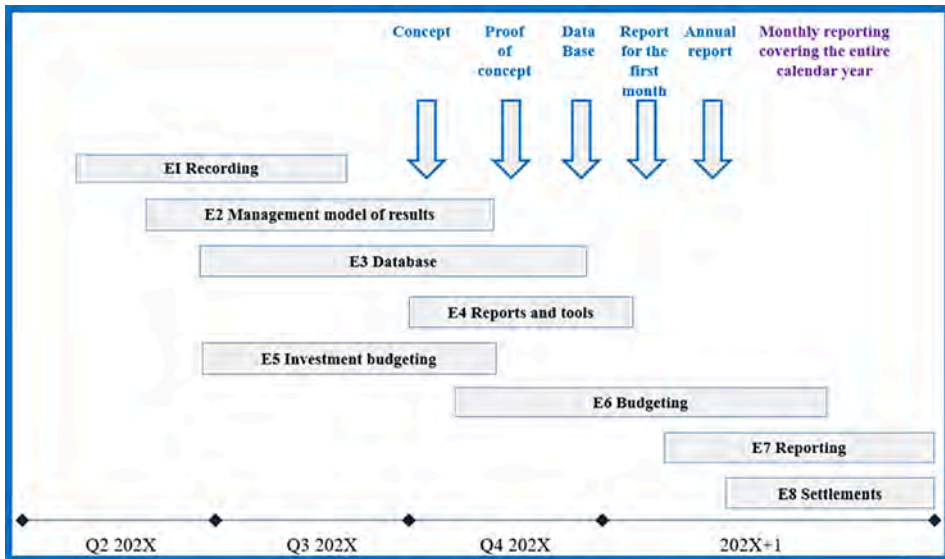 Concept
Proof
of
concept
Data
Base
Report
for the
first
month
Annual
report
Monthly reporting
covering the entire
calendar year
E1 Recording
E2 Management model of results
E3 Database
E4 Reports and tools
E5 Investment budgeting
E6 Budgeting
E7 Reporting
E8 Settlements
Q2 202X
Q3 202X
Q4 202X
202X+1